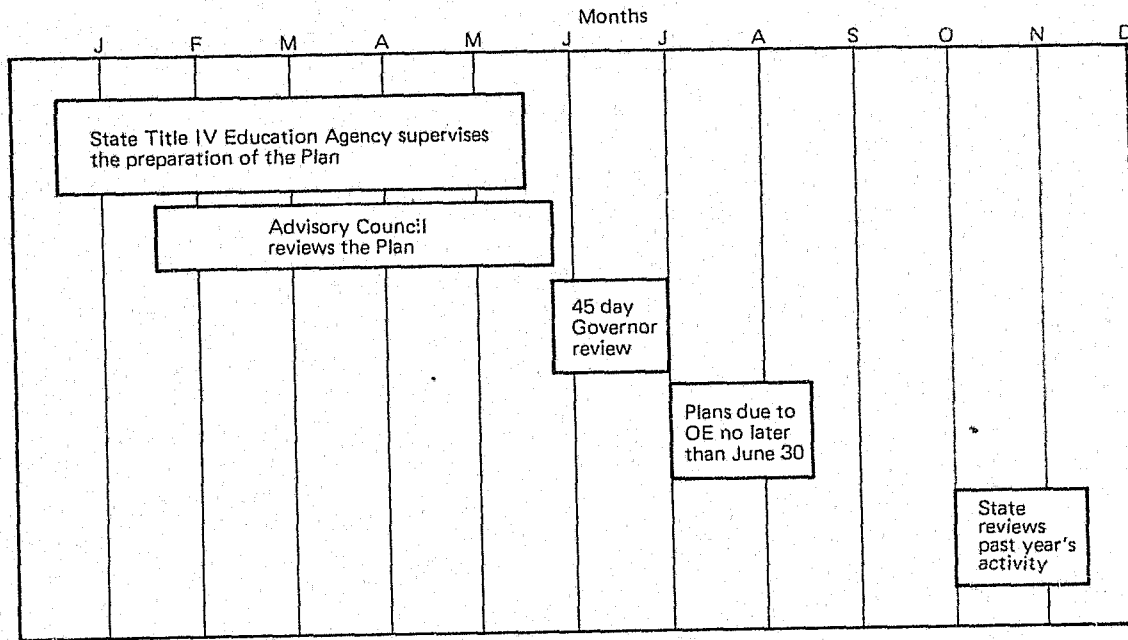 Months
J F M A M J J A S O N D
State Title IV Education Agency supervises
the preparation of the Plan
Advisory Council
reviews the Plan
45 day
Governor
review
Plans due to
OE no later
than June 30
State
reviews
past year's
activity